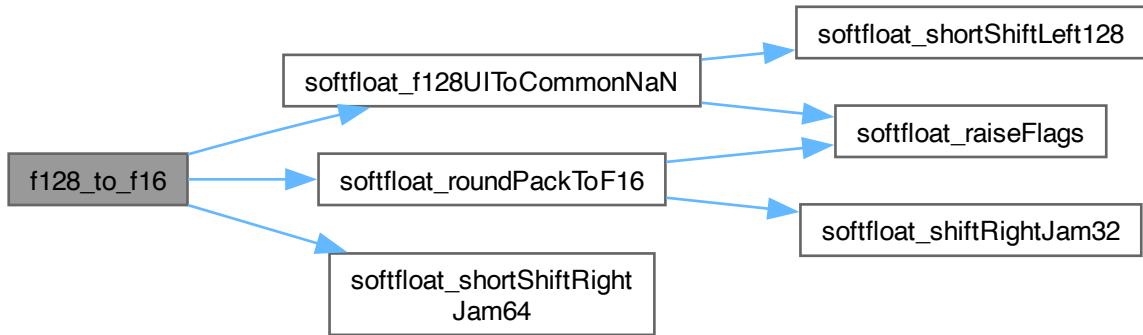 f128_to_f16
softfloat_f128UIToCommonNaN
softfloat_roundPackToF16
softfloat_shortShiftRight
Jam64
softfloat_shortShiftLeft128
softfloat_raiseFlags
softfloat_shiftRightJam32